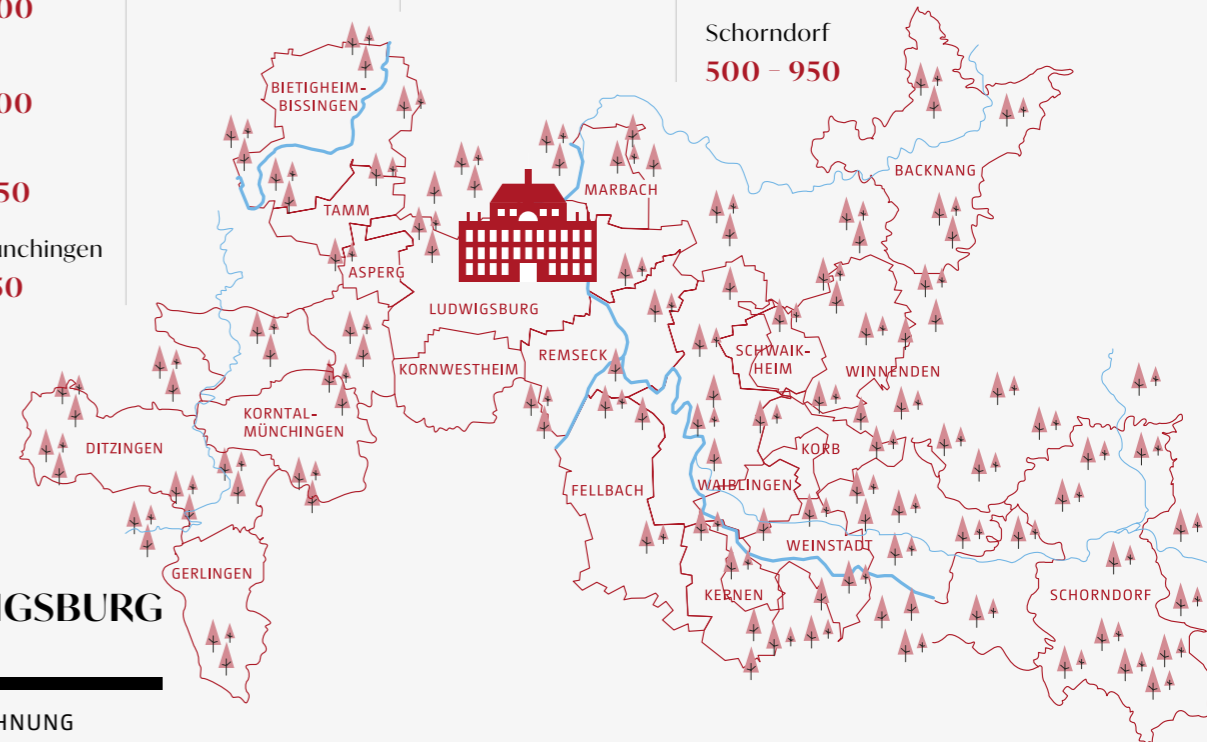 00
00
50
nchingen
50
Schorndorf
500 – 950
BIETIGHEIM-
BISSINGEN
MARBACH
BACKNANG
TAMM
ASPERG
LUDWIGSBURG
REMSECK
SCHWAIK-
HEIM
KORNWESTHEIM
WINNENDEN
KORNTAL-
MÜNCHINGEN
DITZINGEN
KORB
WAIBLINGEN
FELLBACH
WEINSTADT
GERLINGEN
KERNEN
SCHORNDORF
IGSBURG
HNUNG